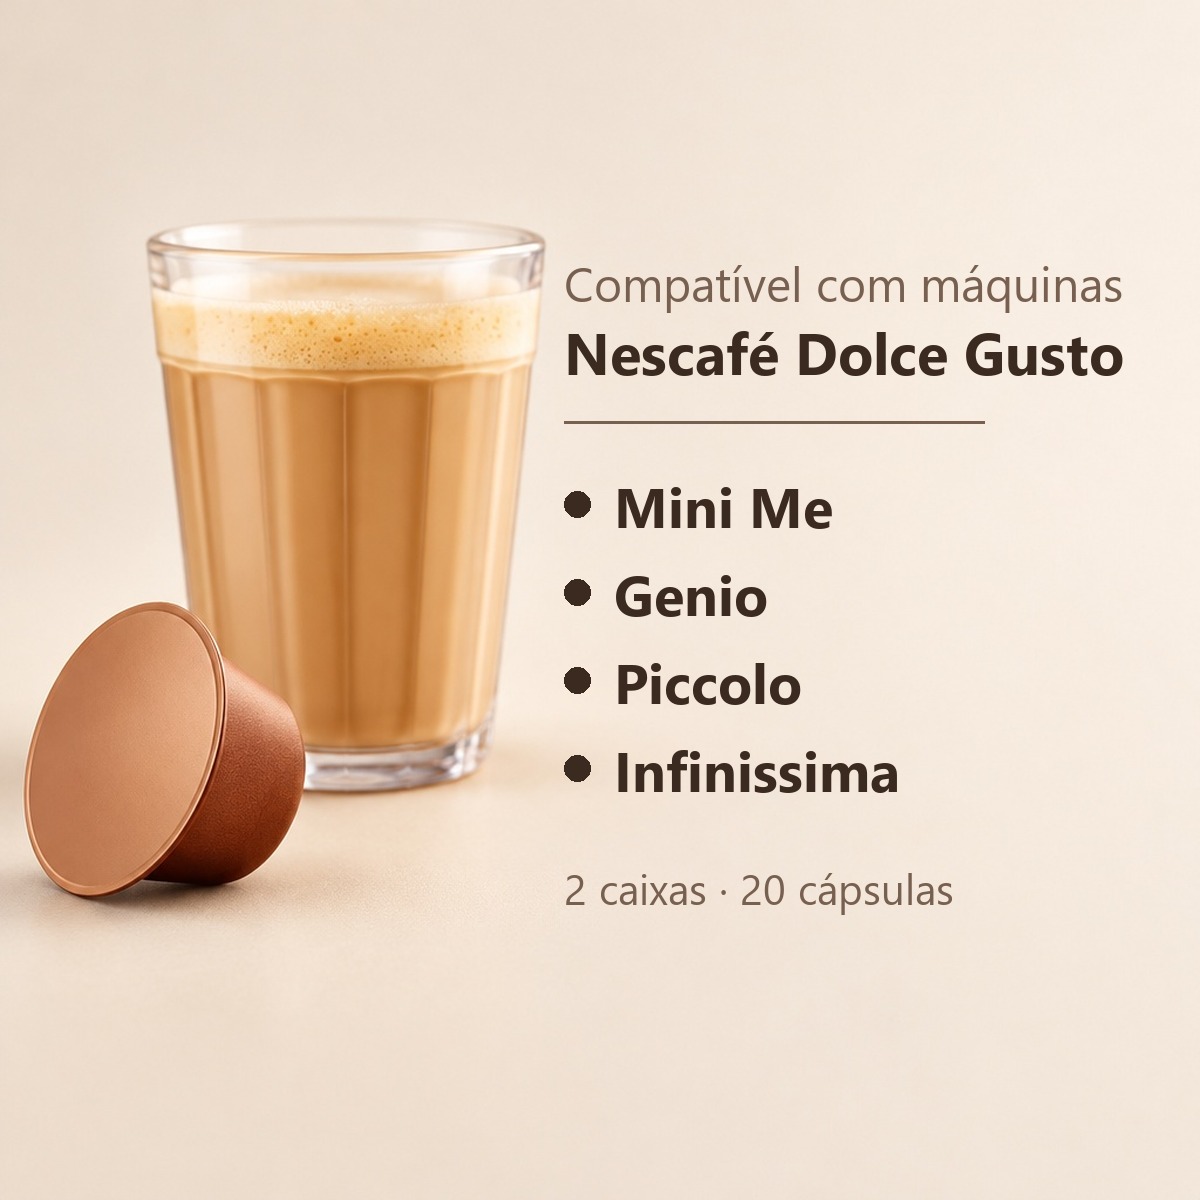 Compatível com máquinas
Nescafé Dolce Gusto
• Mini Me
• Genio
• Piccolo
• Infinissima
2 caixas · 20 cápsulas